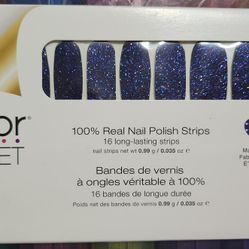 or®
ET
100% Real Nail Polish Strips
16 long-lasting strips
nail strips net wt 0.99 g / 0.035 oz e
Bandes de vernis
à ongles véritable à 100%
16 bandes de longue durée
Poids net des bandes de vernis 0.99 g / 0.035 oz e
Ma
Fab
E'